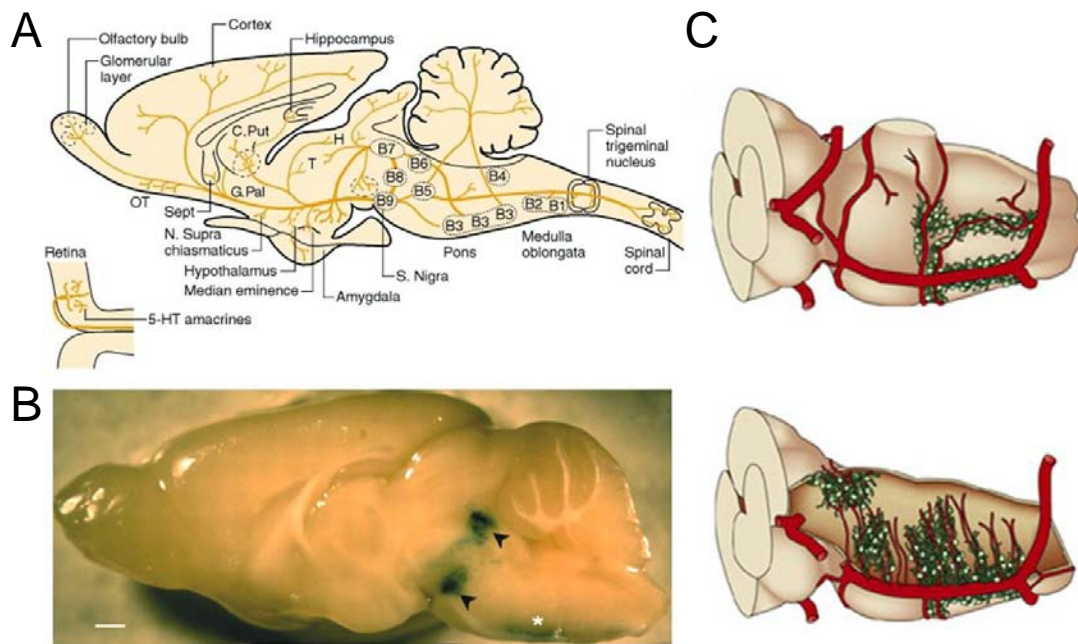 A
Olfactory bulb
Glomerular
layer
Cortex
Hippocampus
C.Put
G.Pal
H
T
B7
B6
B8
B5
B9
B4
B3
B3
B3
B2
B1
Spinal
trigeminal
nucleus
OT
Sept
N. Supra
chiasmaticus
Hypothalamus
Median eminence
Amygdala
S. Nigra
Pons
Medulla
oblongata
Spinal
cord
Retina
5-HT amacrines
B
*
C